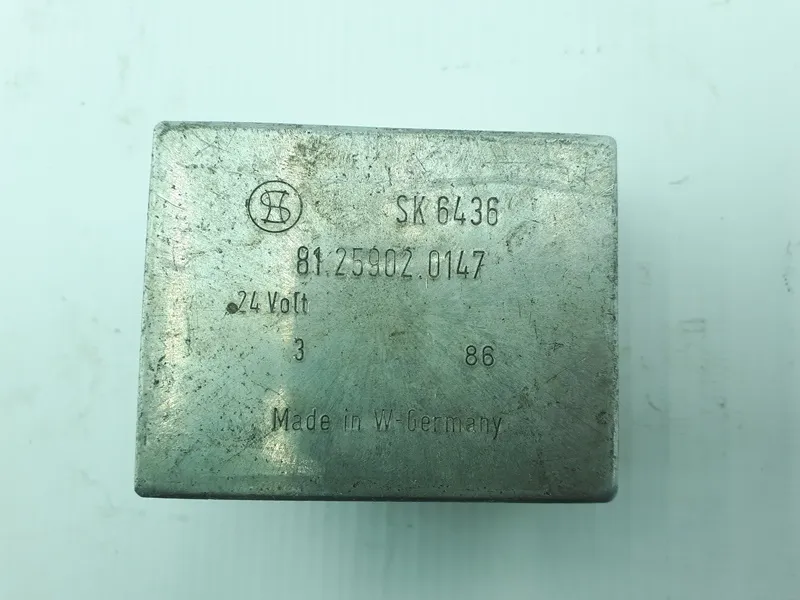 SK 6436
81.25902.0147
24 Volt
3 86
Made in W-Germany